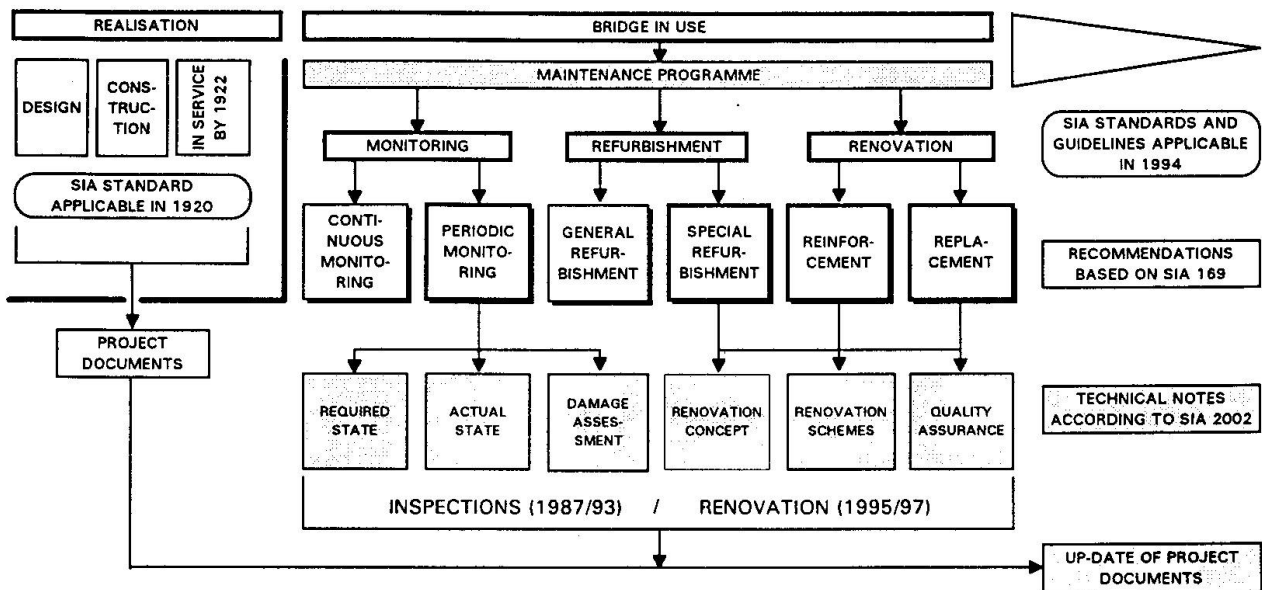 REALISATION
DESIGN
CONS-
TRUC-
TION
IN SERVICE
BY 1922
SIA STANDARD
APPLICABLE IN 1920
PROJECT
DOCUMENTS
BRIDGE IN USE
MAINTENANCE PROGRAMME
MONITORING
REFURBISHMENT
RENOVATION
CONTI-
NUOUS
MONITO-
RING
PERIODIC
MONITO-
RING
GENERAL
REFUR-
BISHMENT
SPECIAL
REFUR-
BISHMENT
REINFOR-
CEMENT
REPLA-
CEMENT
REQUIRED
STATE
ACTUAL
STATE
DAMAGE
ASSES-
SMENT
RENOVATION
CONCEPT
RENOVATION
SCHEMES
QUALITY
ASSURANCE
INSPECTIONS (1987/93) / RENOVATION (1995/97)
SIA STANDARDS AND
GUIDELINES APPLICABLE
IN 1994
RECOMMENDATIONS
BASED ON SIA 169
TECHNICAL NOTES
ACCORDING TO SIA 2002
UP-DATE OF PROJECT
DOCUMENTS